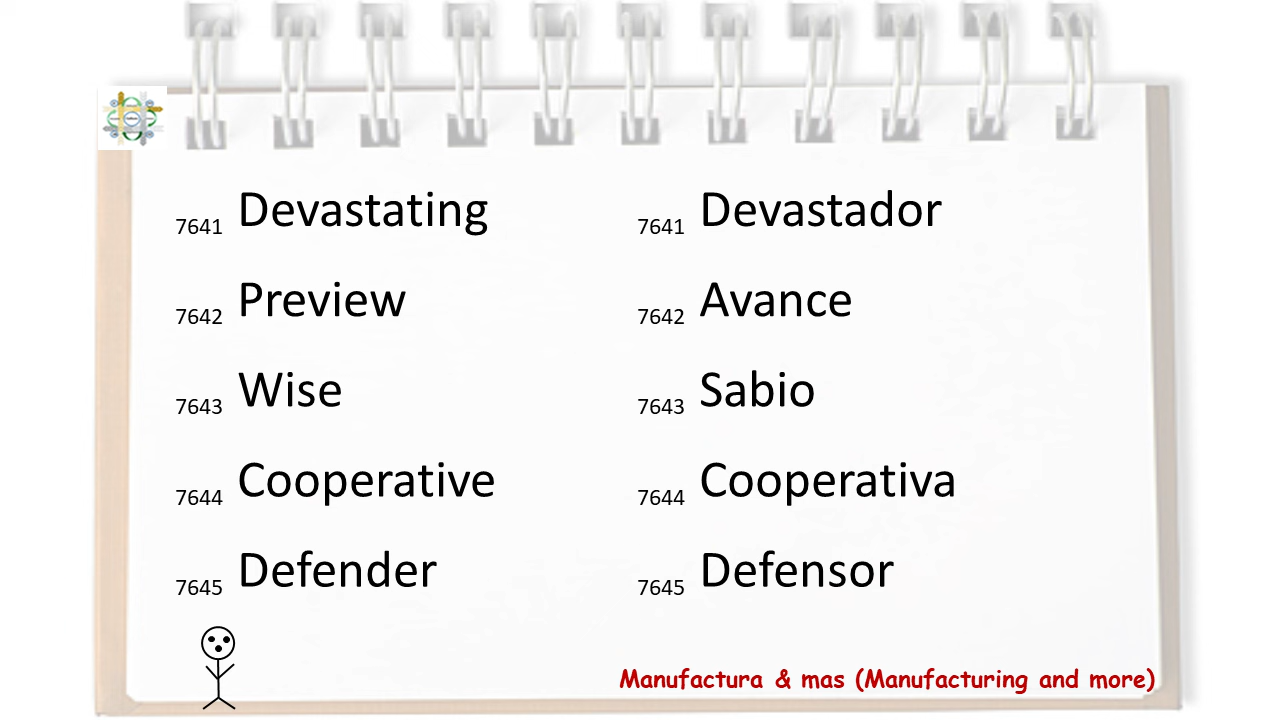 7641 Devastating 7641 Devastador
7642 Preview 7642 Avance
7643 Wise 7643 Sabio
7644 Cooperative 7644 Cooperativa
7645 Defender 7645 Defensor
Manufactura & mas (Manufacturing and more)